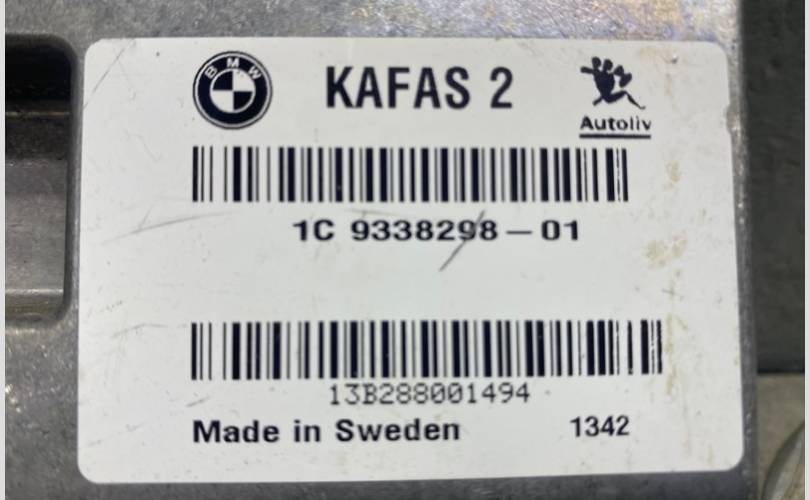 BMW KAFAS 2 Autoliv
1C 9338298-01
13B288001494
Made in Sweden 1342